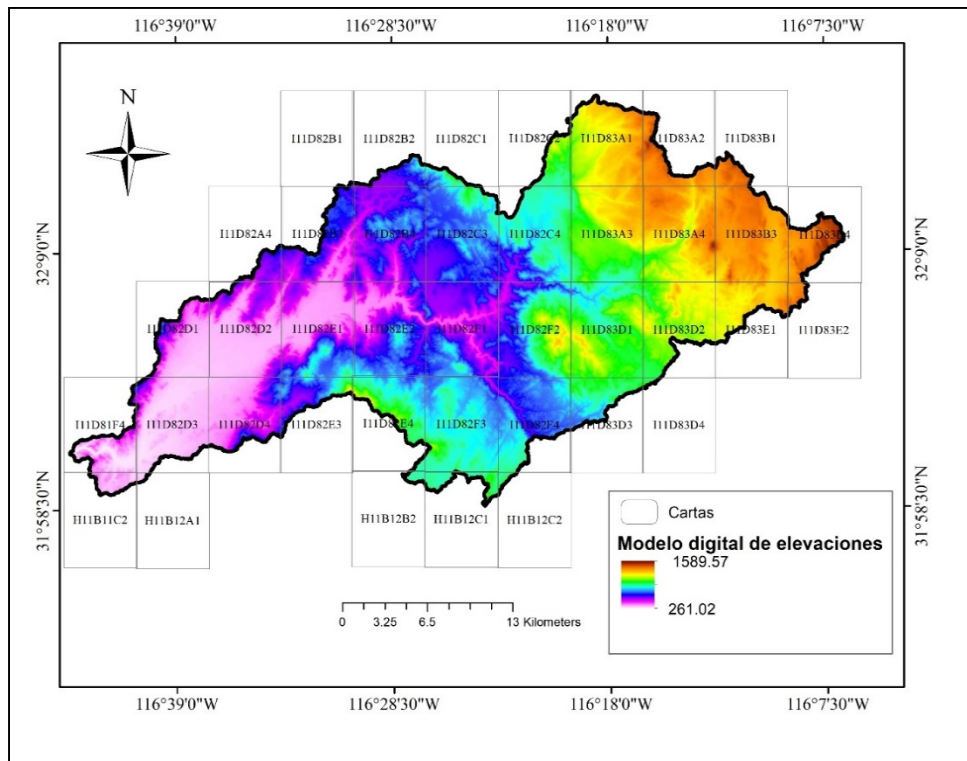 116°39'0"W 116°28'30"W 116°18'0"W 116°7'30"W
N
I11D82B1 I11D82B2 I11D82C1 I11D82C2 I11D83A1 I11D83A2 I11D83B1
32°9'0"N I11D82A4 I11D82B3 I11D82B4 I11D82C3 I11D82C4 I11D83A3 I11D83A4 I11D83B3 I11D83B4 32°9'0"N
I11D82D1 I11D82D2 I11D82E1 I11D82E2 I11D82F1 I11D82F2 I11D83D1 I11D83D2 I11D83E1 I11D83E2
I11D81F4 I11D82D3 I11D82D4 I11D82E3 I11D82E4 I11D82F3 I11D82F4 I11D83D3 I11D83D4
31°58'30"N H11B11C2 H11B12A1 H11B12B2 H11B12C1 H11B12C2 31°58'30"N
Cartas
Modelo digital de elevaciones
1589.57
261.02
0 3.25 6.5 13 Kilometers
116°39'0"W 116°28'30"W 116°18'0"W 116°7'30"W